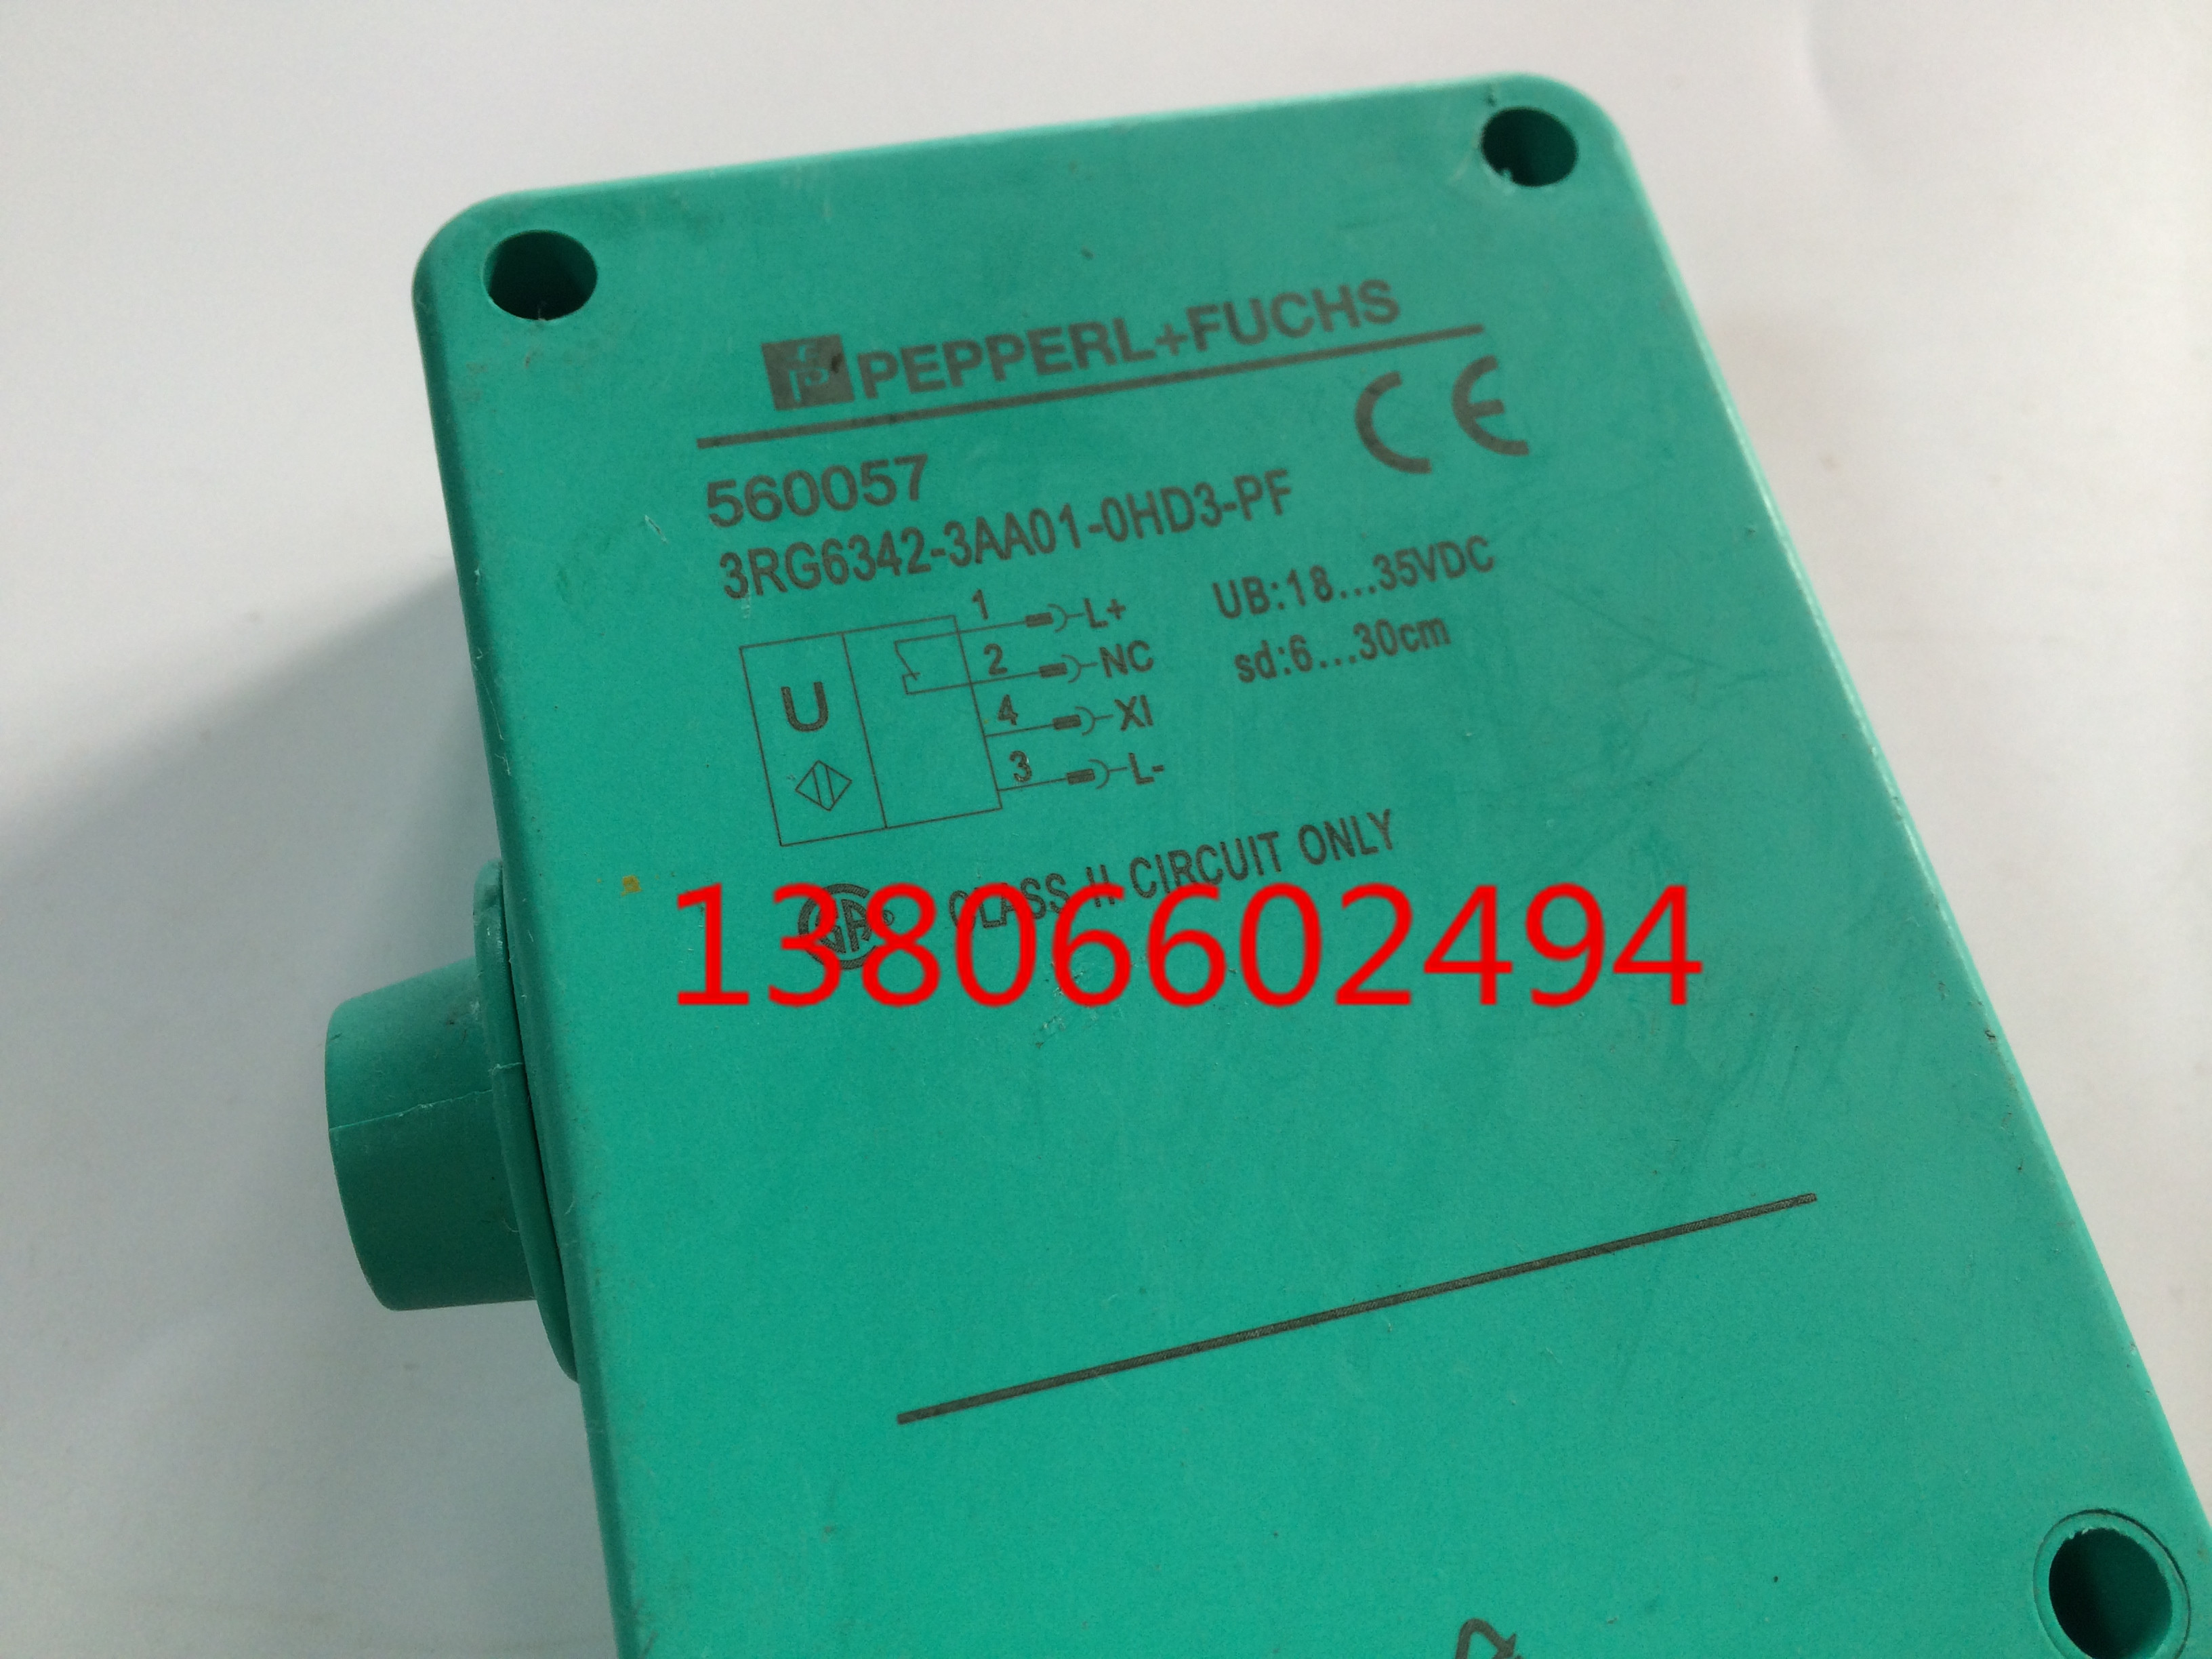 PEPPERL+FUCHS
CE
560057
3RG6342-3AA01-0HD3-PF
1 L+
2 NC
4 XI
3 L-
U
UB:18...35VDC
sd:6...30cm
CLASS II CIRCUIT ONLY
13806602494